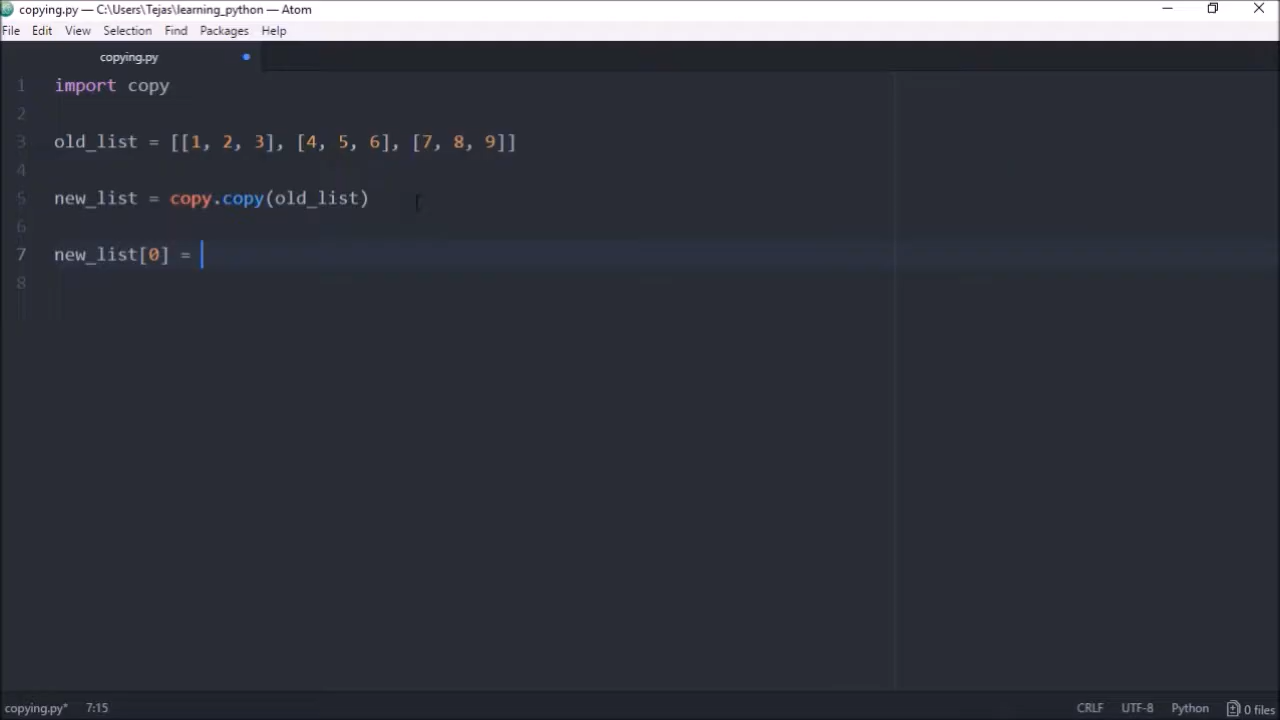 copying.py — C:\Users\Tejas\learning_python — Atom
File Edit View Selection Find Packages Help
copying.py
1 import copy
2
3 old_list = [[1, 2, 3], [4, 5, 6], [7, 8, 9]]
4
5 new_list = copy.copy(old_list)
6
7 new_list[0] =
8
copying.py* 7:15 CRLF UTF-8 Python 0 files